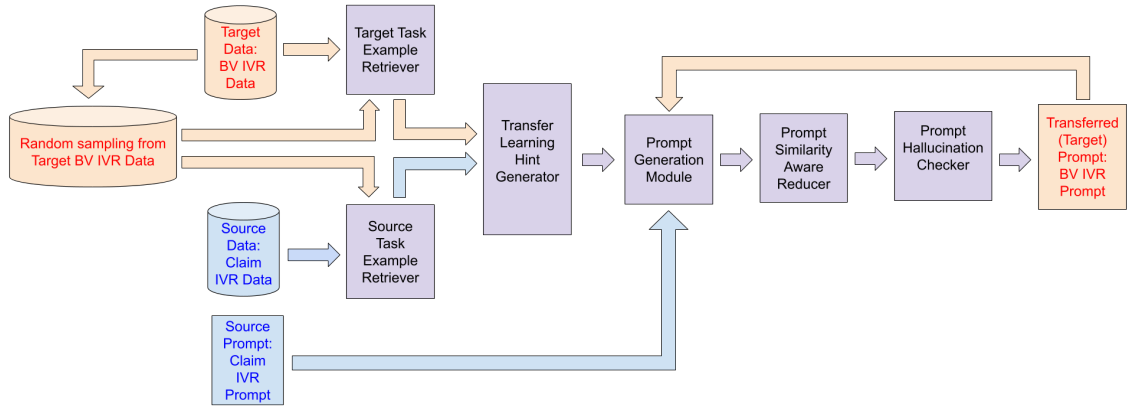 Target
Data:
BV IVR
Data
Target Task
Example
Retriever
Random sampling from
Target BV IVR Data
Transfer
Learning
Hint
Generator
Prompt
Generation
Module
Prompt
Similarity
Aware
Reducer
Prompt
Hallucination
Checker
Transferred
(Target)
Prompt:
BV IVR
Prompt
Source
Data:
Claim
IVR Data
Source
Task
Example
Retriever
Source
Prompt:
Claim
IVR
Prompt